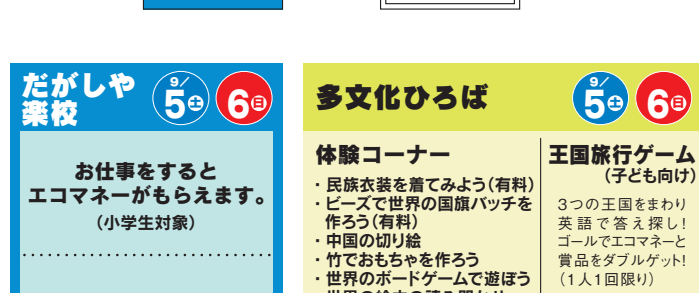 だがしや
楽校
9/5土 6日
お仕事をすると
エコマネーがもらえます。
(小学生対象)
多文化ひろば
9/5土 6日
体験コーナー
・民族衣装を着てみよう(有料)
・ビーズで世界の国旗バッチを
作ろう(有料)
・中国の切り絵
・竹でおもちゃを作ろう
・世界のボードゲームで遊ぼう
王国旅行ゲーム
(子ども向け)
3つの王国をまわり
英語で答え探し!
ゴールでエコマネーと
賞品をダブルゲット!
(1人1回限り)